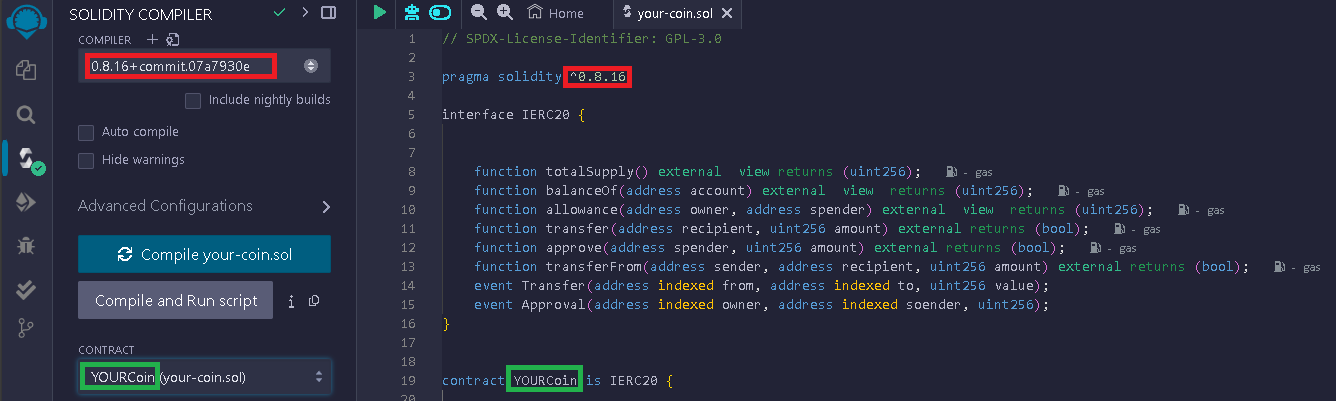 SOLIDITY COMPILER
COMPILER
0.8.16+commit.07a7930e
Include nightly builds
Auto compile
Hide warnings
Advanced Configurations
Compile your-coin.sol
Compile and Run script
i
CONTRACT
YOURCoin (your-coin.sol)
Home
your-coin.sol
1 // SPDX-License-Identifier: GPL-3.0
2
3 pragma solidity ^0.8.16
4
5 interface IERC20 {
6
7
8 function totalSupply() external view returns (uint256); - gas
9 function balanceOf(address account) external view returns (uint256); - gas
10 function allowance(address owner, address spender) external view returns (uint256); - gas
11 function transfer(address recipient, uint256 amount) external returns (bool); - gas
12 function approve(address spender, uint256 amount) external returns (bool); - gas
13 function transferFrom(address sender, address recipient, uint256 amount) external returns (bool); - gas
14 event Transfer(address indexed from, address indexed to, uint256 value);
15 event Approval(address indexed owner, address indexed soender, uint256);
16 }
17
18
19 contract YOURCoin is IERC20 {
20